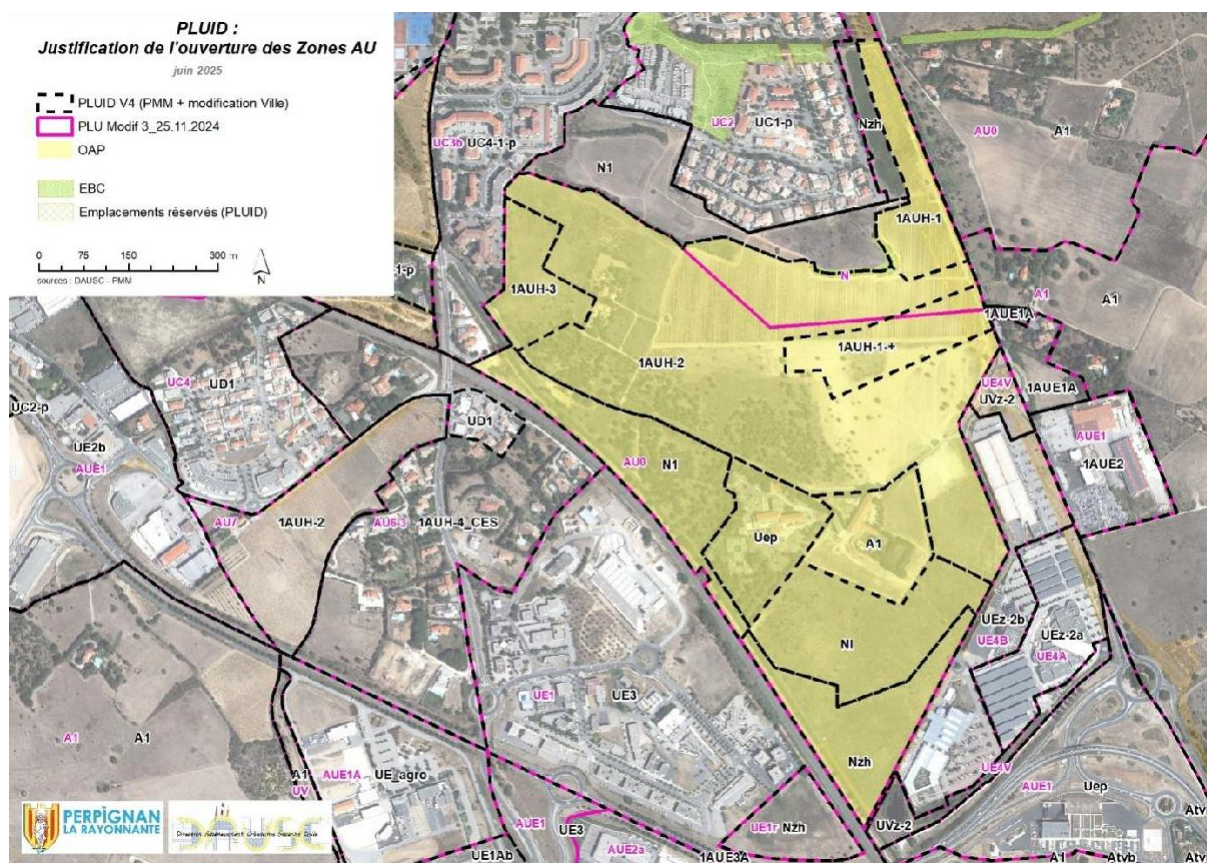 PLUID :
Justification de l'ouverture des Zones AU
juin 2025
PLUID V4 (PMM + modification Ville)
PLU Modif 3_25.11.2024
OAP
EBC
Emplacements réservés (PLUID)
0 75 150 300 m
N
sources : DAUSC - PMM
UC3b UC4-1-p
UC2
UC1-p
Nzh
AU0
A1
N1
1AUH-1
N
-1-p
1AUH-3
A1
A1
1AUE1A
1AUH-2
1AUH-1-+
UC4
UD1
UE4V
UVz-2
1AUE1A
UC2-p
UE2b
AUE1
UD1
AUE1
1AUE2
N1
AU0
AU7
1AUH-2
AU6-3
1AUH-4_CES
Uep
A1
UEz-2b
UE4B
UEz-2a
UE4A
NI
UE1
UE3
A1
A1
A1
UV
AUE1A
UE_agro
Nzh
UE4V
AUE1
Uep
Atvb
UVz-2
AUE1
UE3
UE1r
Nzh
UE1Ab
AUE2a
1AUE3A
A1
Atvb
PERPIGNAN
LA RAYONNANTE
DAUSC